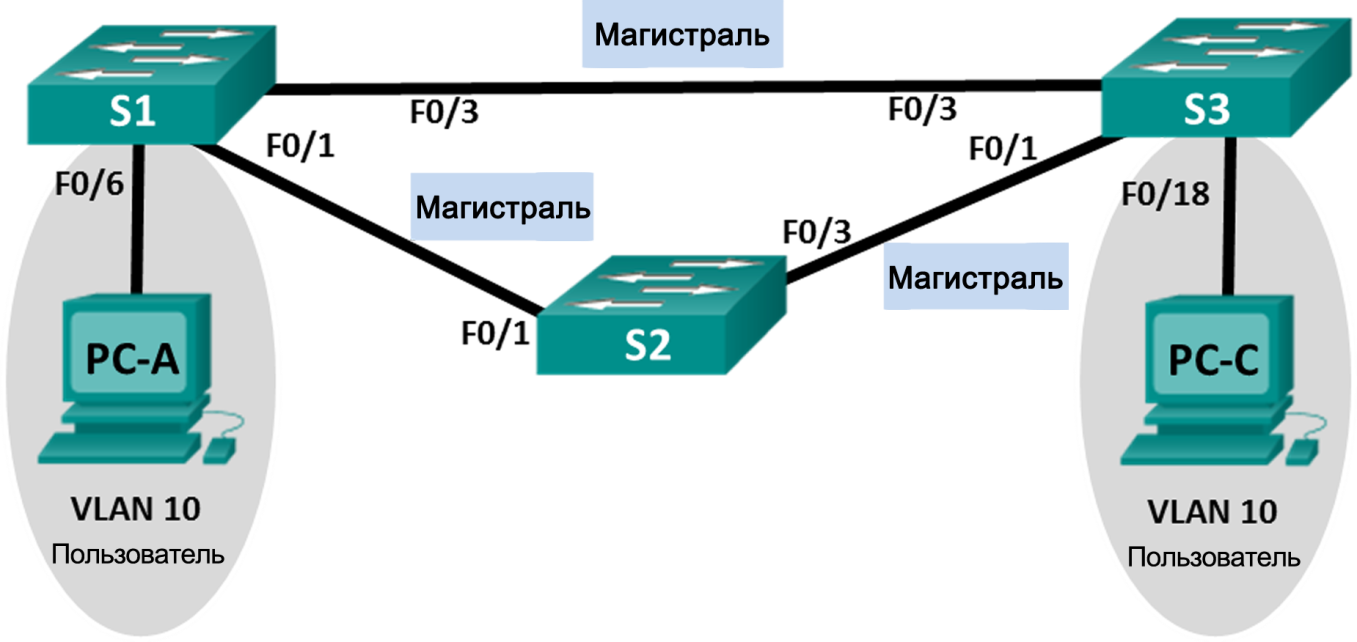 Магистраль
S1
S3
F0/3
F0/3
F0/1
F0/1
F0/6
Магистраль
F0/18
F0/3
Магистраль
F0/1
S2
PC-A
PC-C
VLAN 10
Пользователь
VLAN 10
Пользователь